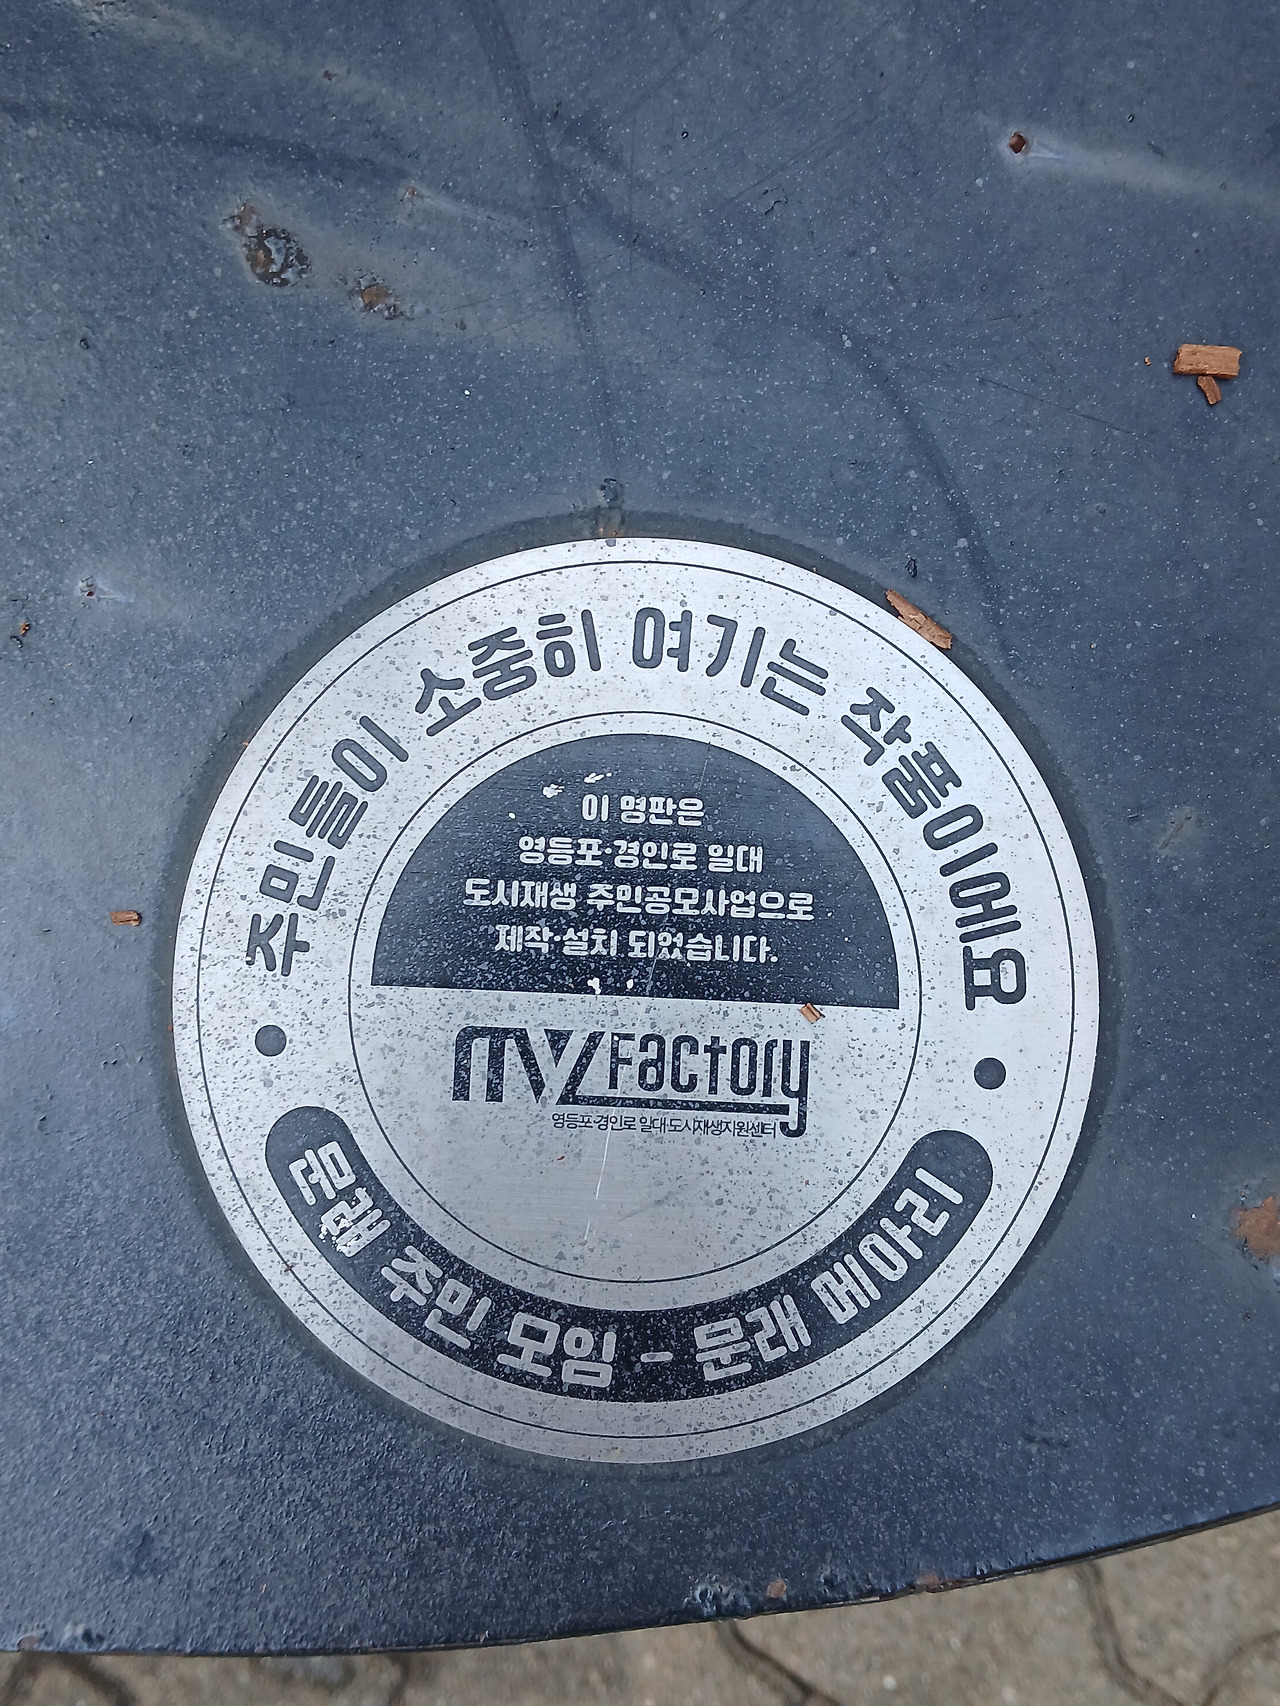 주민들이 소중히 여기는 작품이에요
이 명판은
영등포·경인로 일대
도시재생 주민공모사업으로
제작·설치 되었습니다.
MVL Factory
영등포·경인로 일대 도시재생지원센터
문래 주민 모임 - 문래 메아리